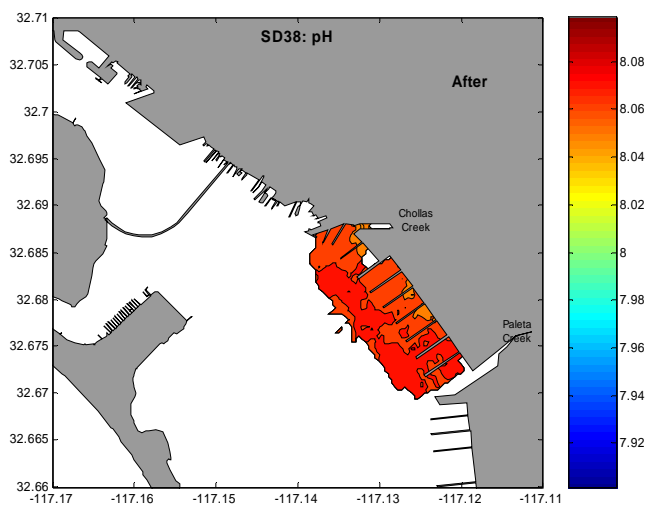 SD38: pH
After
Chollas
Creek
Paleta
Creek
32.71
32.705
32.7
32.695
32.69
32.685
32.68
32.675
32.67
32.665
32.66
-117.17 -117.16 -117.15 -117.14 -117.13 -117.12 -117.11
8.08
8.06
8.04
8.02
8
7.98
7.96
7.94
7.92